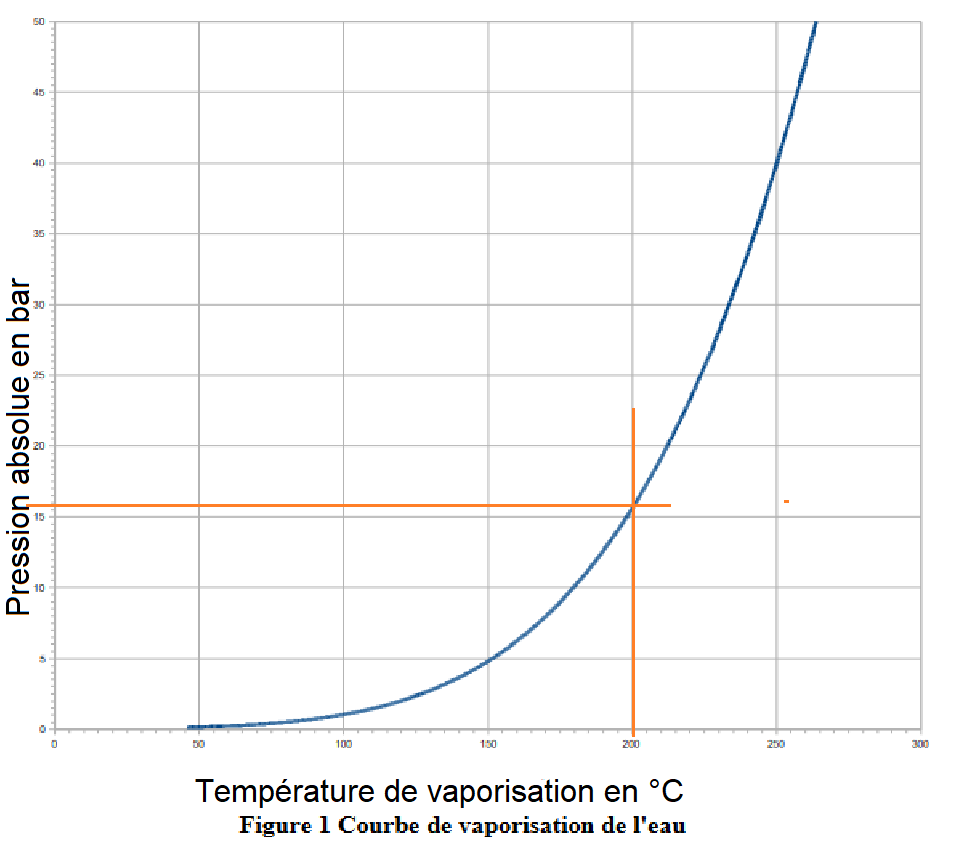 Pression absolue en bar
50
45
40
35
30
25
20
15
10
5
0
0 50 100 150 200 250 300
Température de vaporisation en °C
Figure 1 Courbe de vaporisation de l'eau